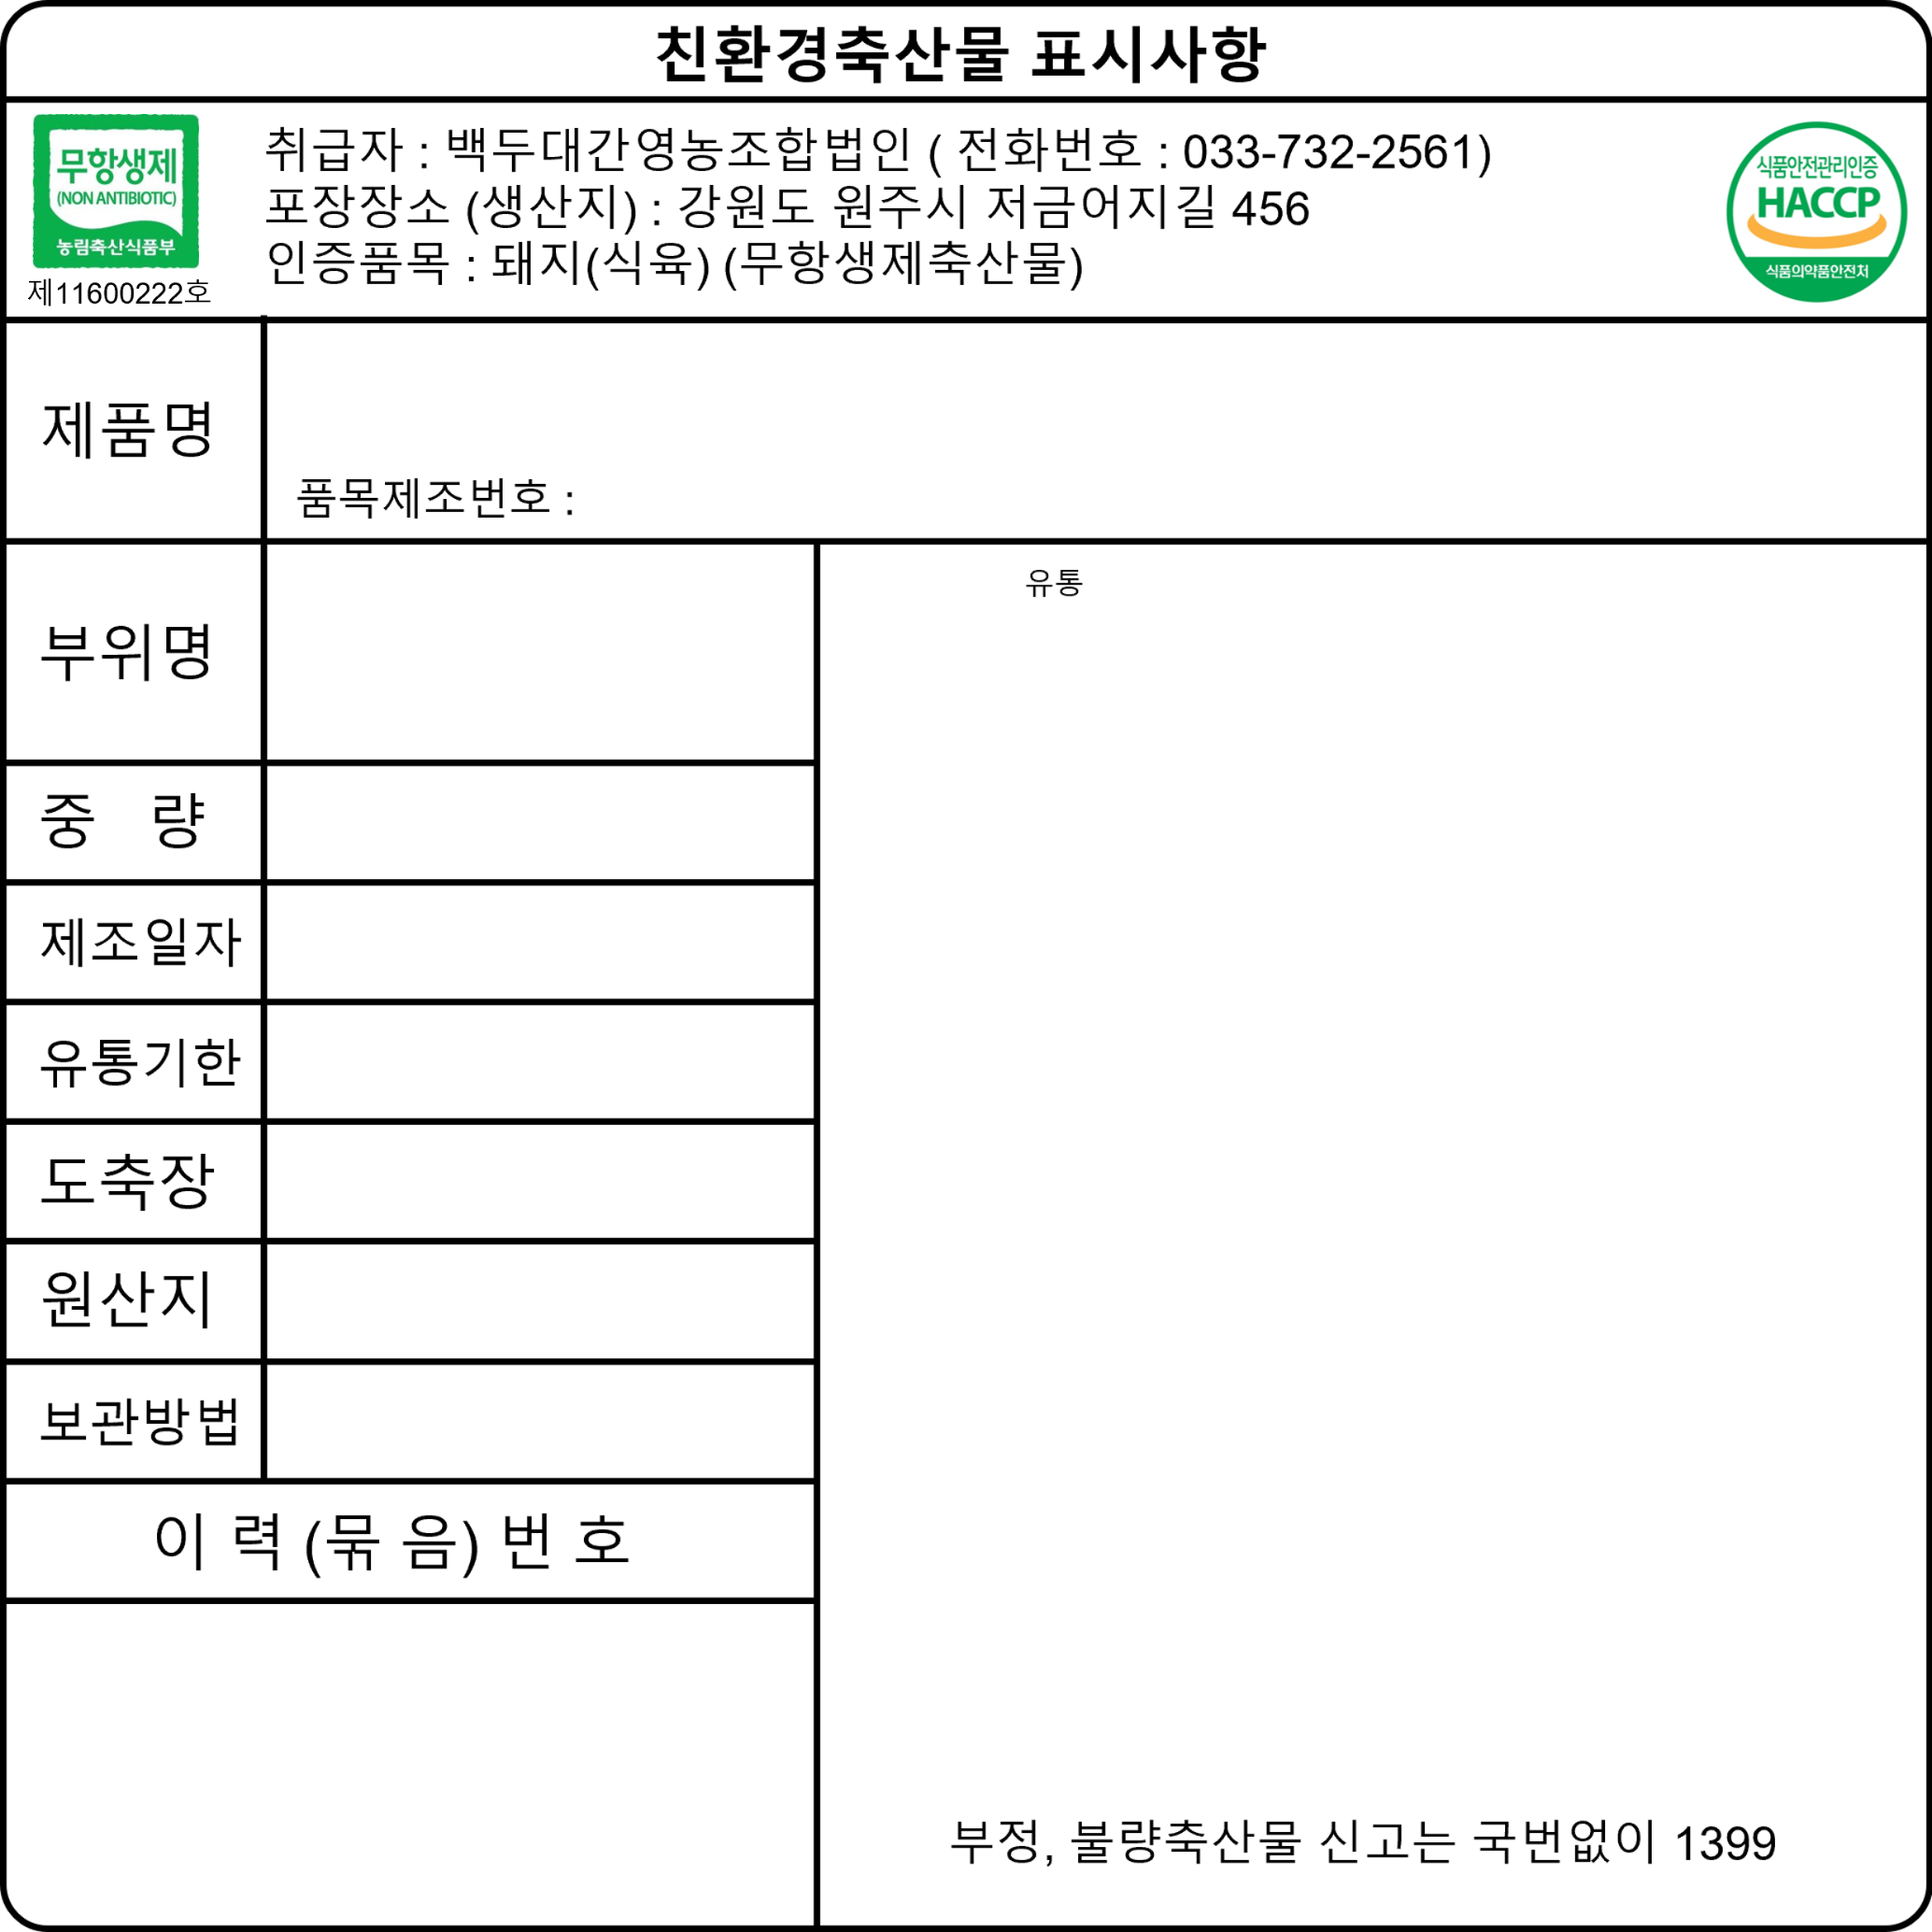 친환경축산물 표시사항
무항생제
(NON ANTIBIOTIC)
농림축산식품부
제11600222호
취급자 : 백두대간영농조합법인 ( 전화번호 : 033-732-2561)
포장장소 (생산지) : 강원도 원주시 저금어지길 456
인증품목 : 돼지(식육) (무항생제축산물)
식품안전관리인증
HACCP
식품의약품안전처
제품명
품목제조번호 :
부위명
유통
중 량
제조일자
유통기한
도축장
원산지
보관방법
이 력 (묶 음) 번 호
부정, 불량축산물 신고는 국번없이 1399